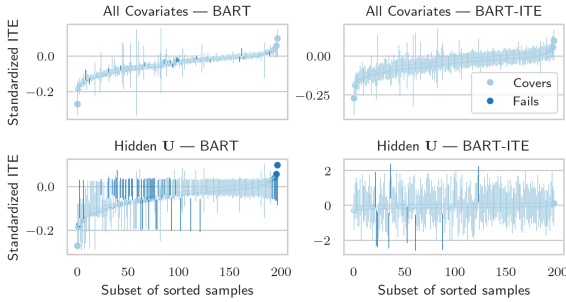 All Covariates — BART
All Covariates — BART-ITE
Standardized ITE
0.0
−0.2
0.00
−0.25
Covers
Fails
Hidden U — BART
Hidden U — BART-ITE
Standardized ITE
0.0
−0.2
2
0
−2
0
50
100
150
200
0
50
100
150
200
Subset of sorted samples
Subset of sorted samples